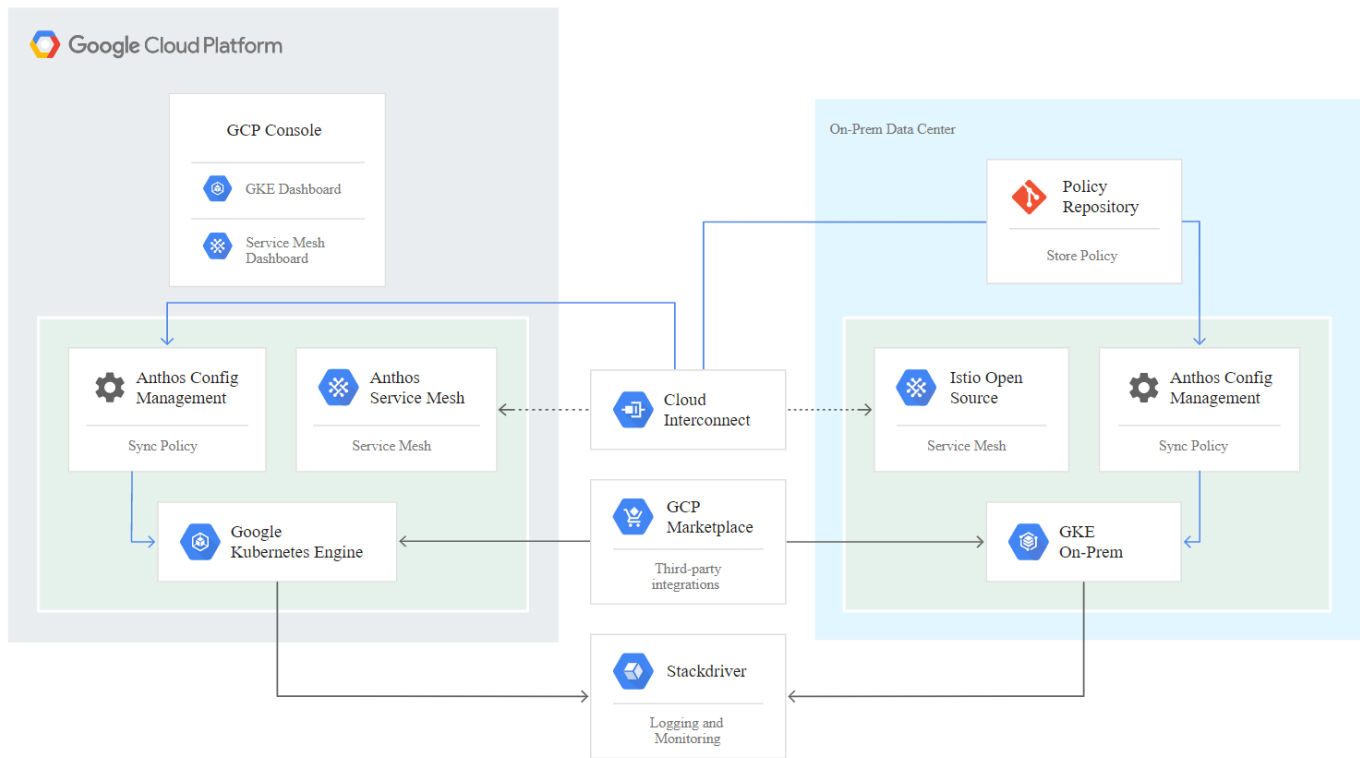 Google Cloud Platform
GCP Console
GKE Dashboard
Service Mesh
Dashboard
Anthos Config
Management
Sync Policy
Anthos
Service Mesh
Service Mesh
Google
Kubernetes Engine
Cloud
Interconnect
GCP
Marketplace
Third-party
integrations
Stackdriver
Logging and
Monitoring
On-Prem Data Center
Policy
Repository
Store Policy
Istio Open
Source
Service Mesh
Anthos Config
Management
Sync Policy
GKE
On-Prem